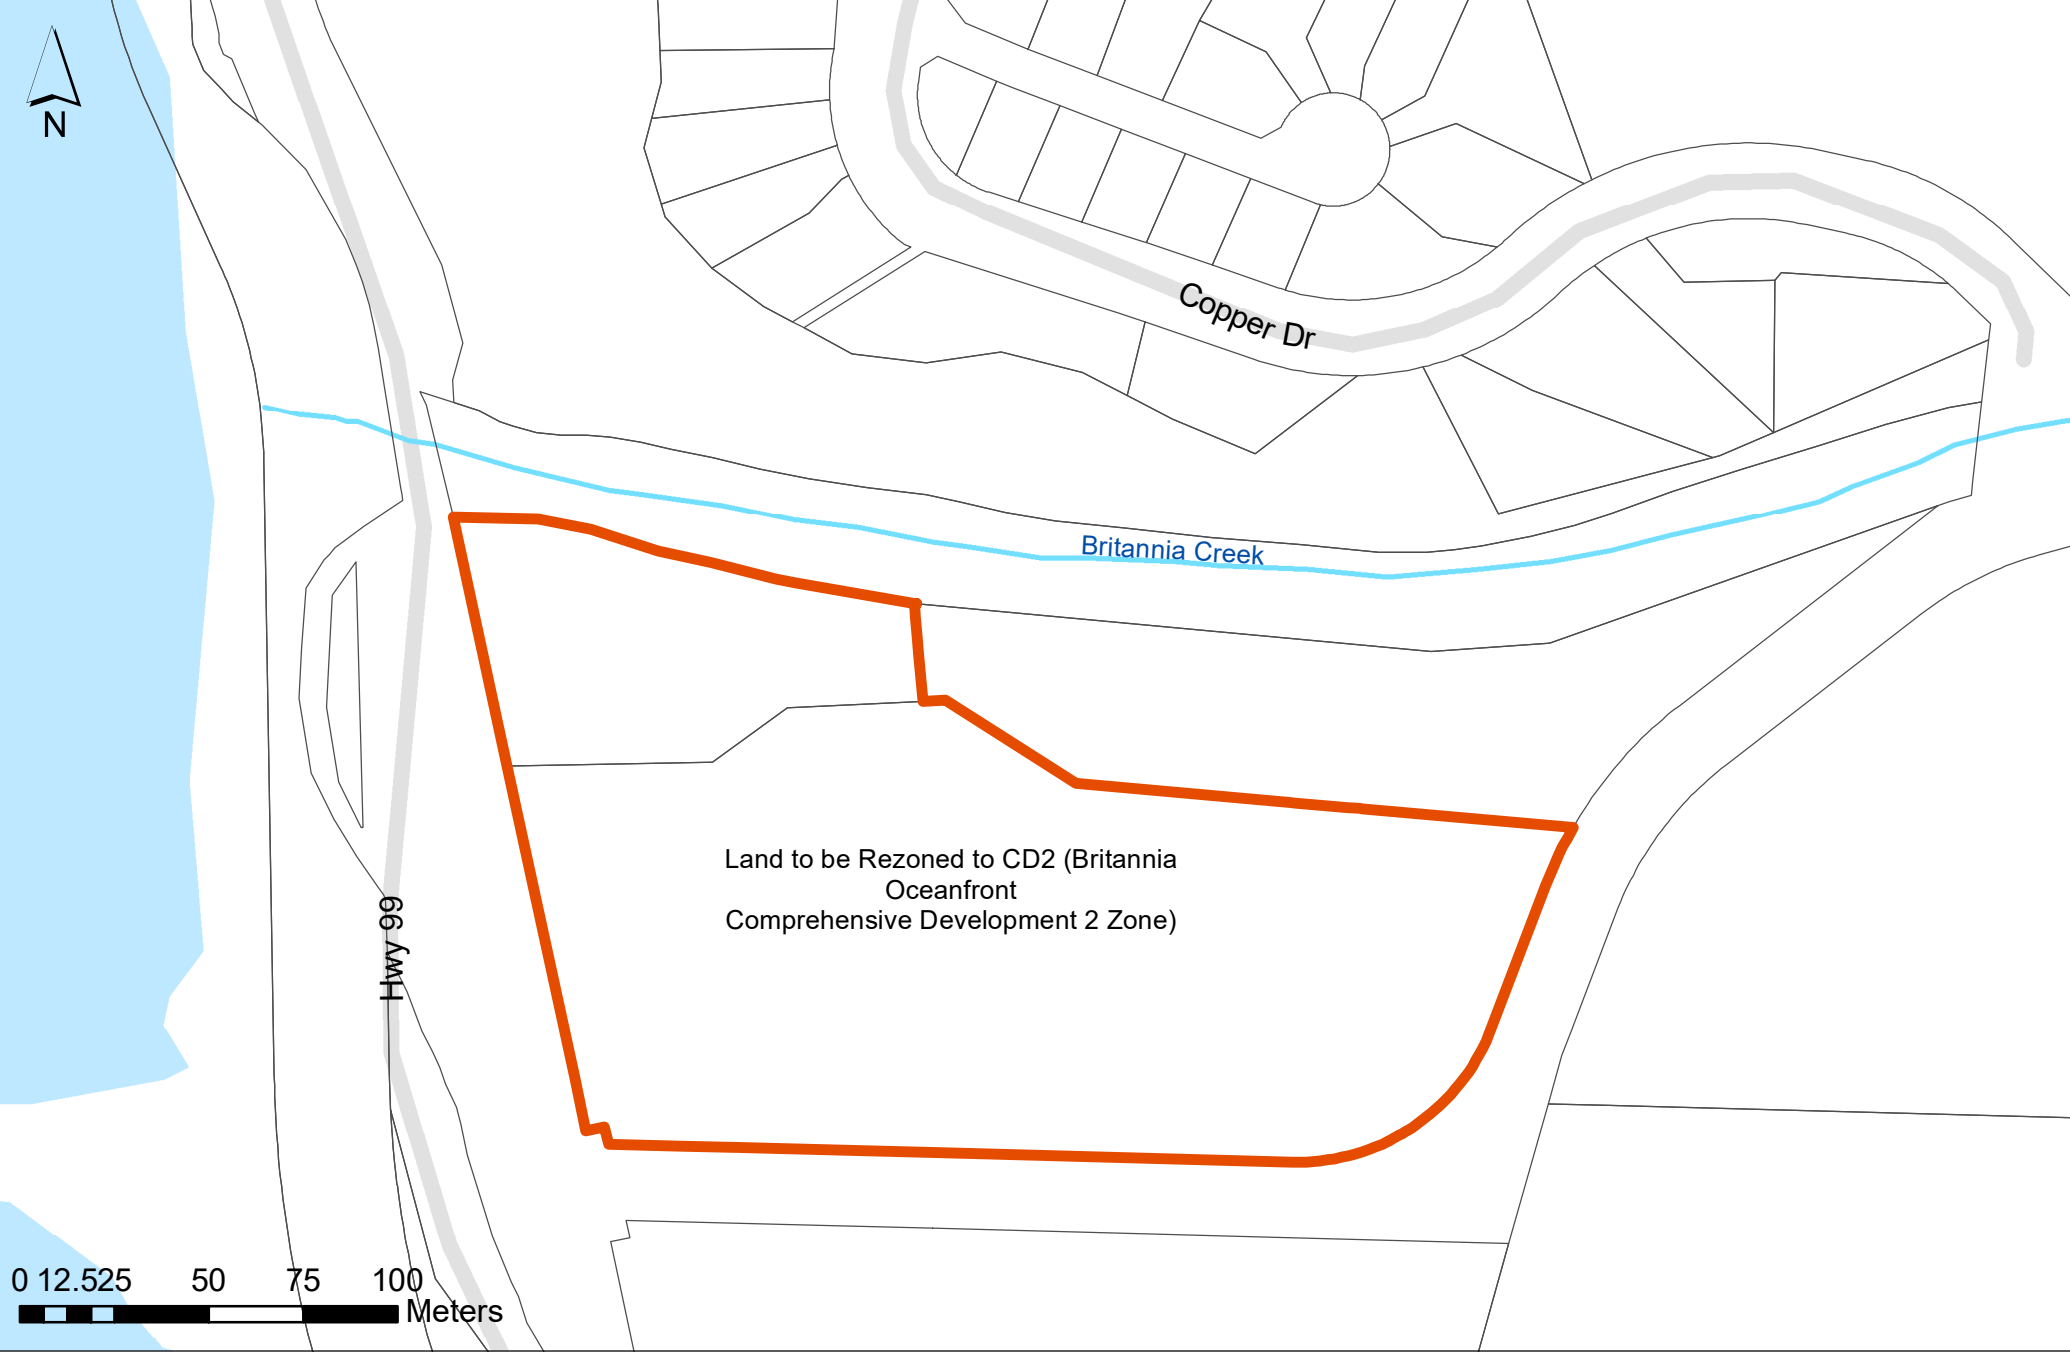 N
Copper Dr
Britannia Creek
Land to be Rezoned to CD2 (Britannia
Oceanfront
Comprehensive Development 2 Zone)
Hwy 99
0 12.525 50 75 100
Meters